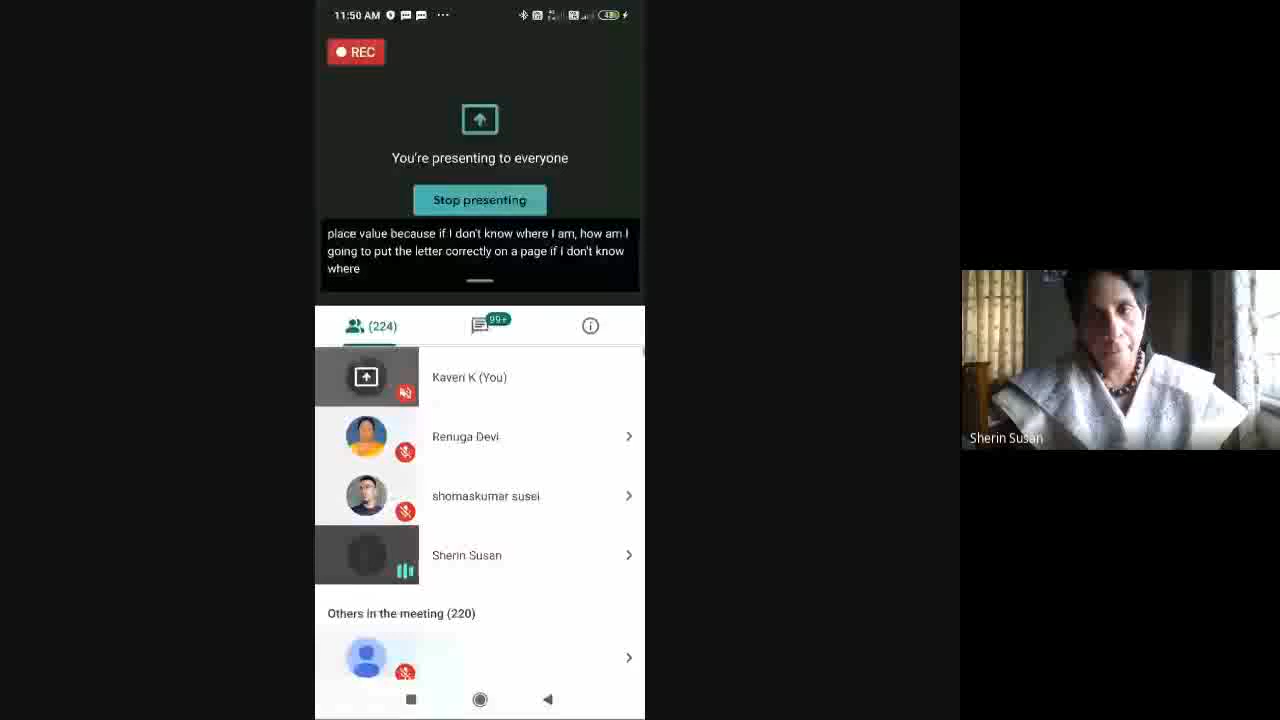 11:50 AM
REC
You're presenting to everyone
Stop presenting
place value because if I don't know where I am, how am I
going to put the letter correctly on a page if I don't know
where
(224)
99+
Kaveri K (You)
Renuga Devi
shomaskumar susei
Sherin Susan
Others in the meeting (220)
Sherin Susan